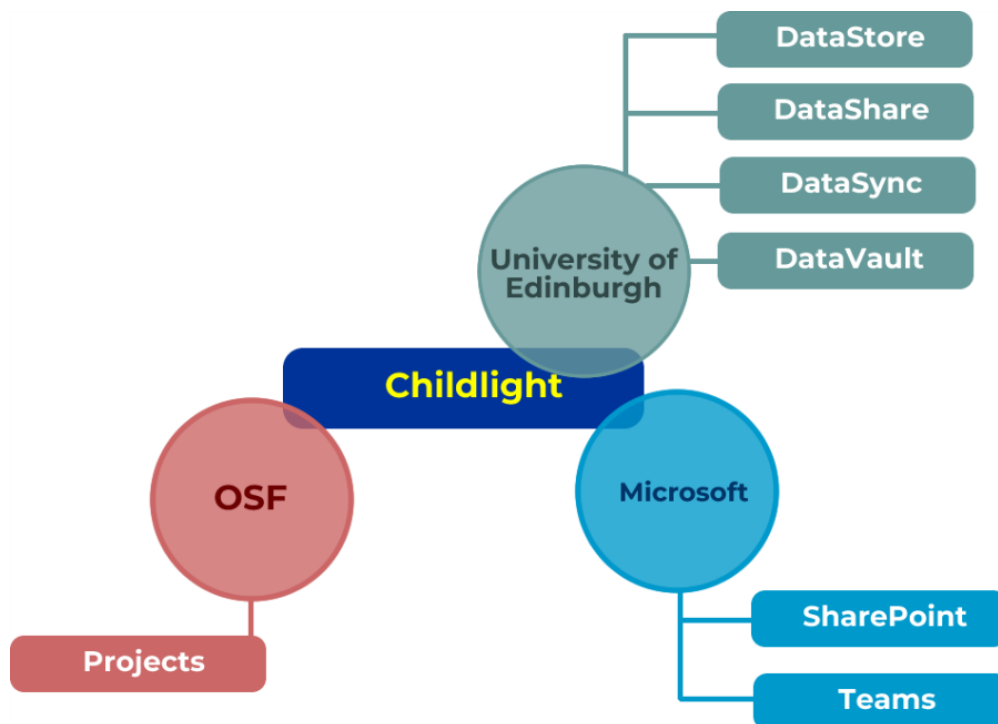 DataStore
DataShare
DataSync
DataVault
University of
Edinburgh
Childlight
OSF
Microsoft
Projects
SharePoint
Teams